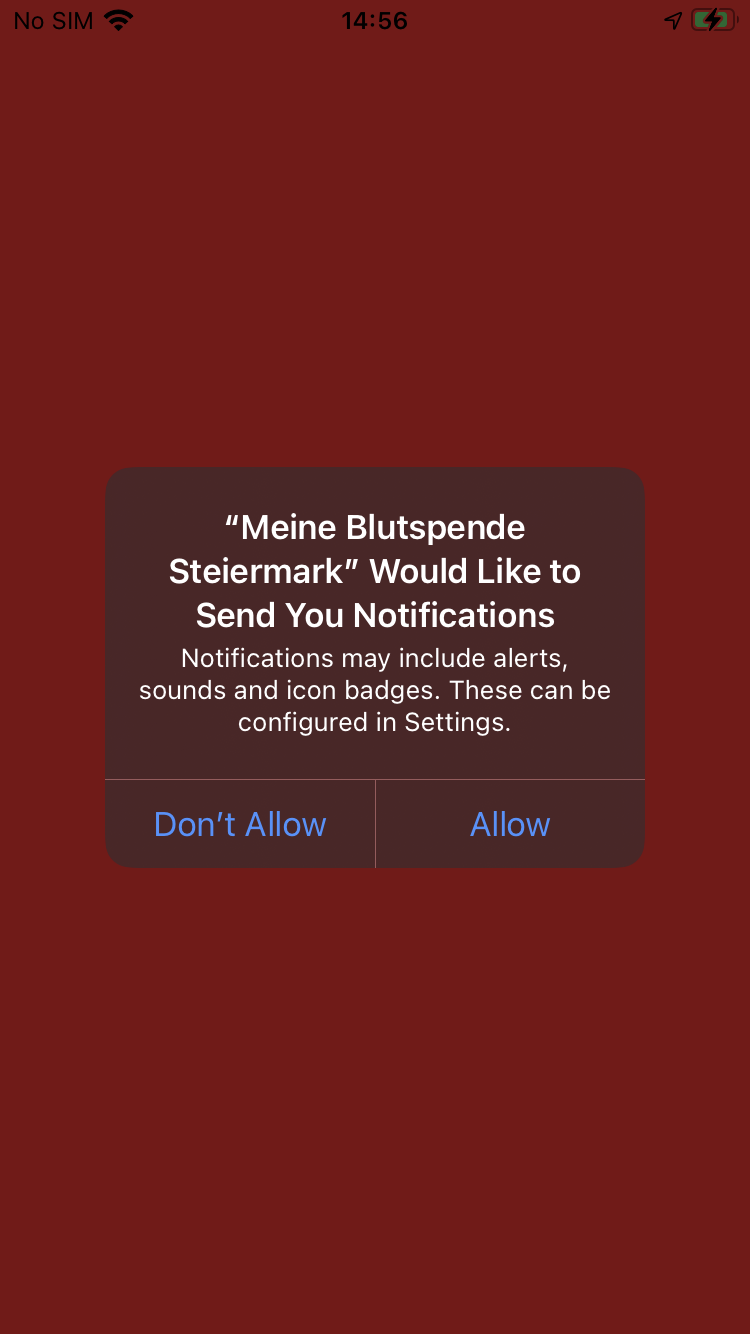 No SIM 14:56
“Meine Blutspende
Steiermark” Would Like to
Send You Notifications
Notifications may include alerts,
sounds and icon badges. These can be
configured in Settings.
Don’t Allow Allow